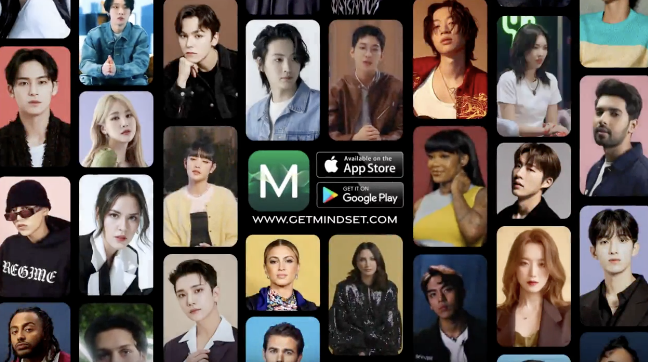 Available on the
App Store
M
GET IT ON
Google Play
WWW.GETMINDSET.COM
REGIME